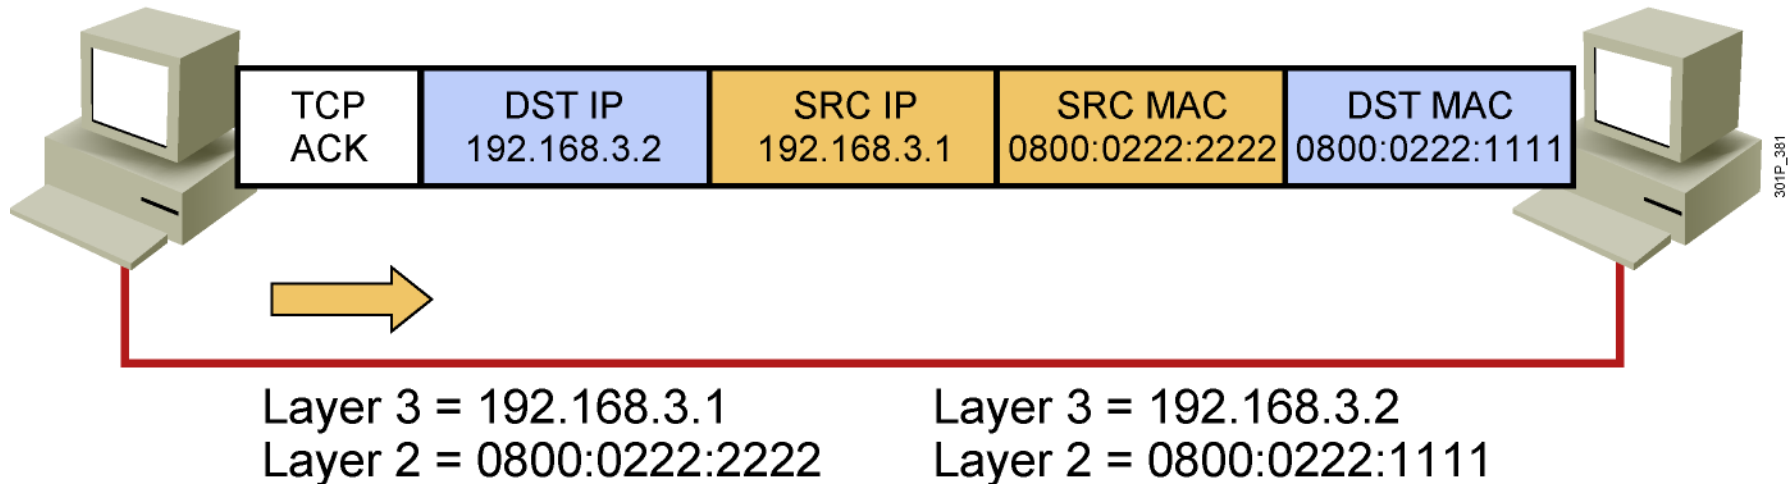 TCP
ACK
DST IP
192.168.3.2
SRC IP
192.168.3.1
SRC MAC
0800:0222:2222
DST MAC
0800:0222:1111
301P_381
Layer 3 = 192.168.3.1
Layer 2 = 0800:0222:2222
Layer 3 = 192.168.3.2
Layer 2 = 0800:0222:1111